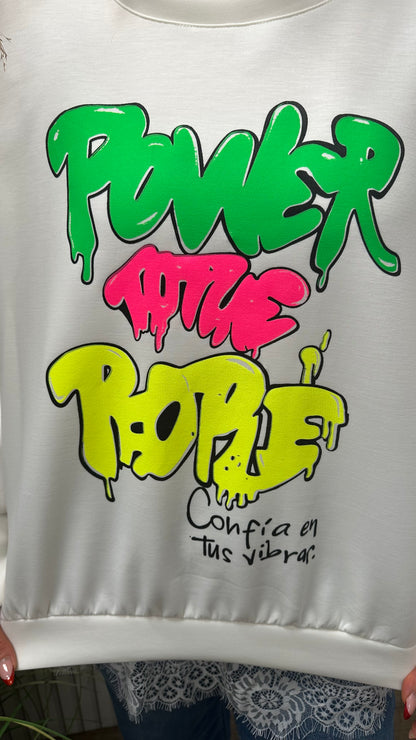 POWER
TO THE
PEOPLE
Confía en
tus vibras.